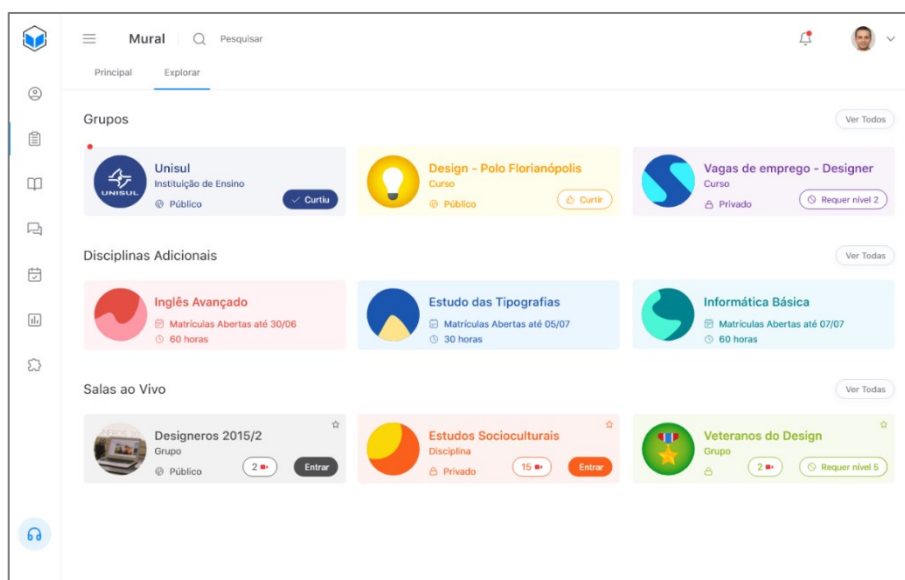 Mural
Pesquisar
Principal
Explorar
Grupos
Ver Todos
Unisul
Instituição de Ensino
Público
Curtiu
UNISUL
Design - Polo Florianópolis
Curso
Público
Curtir
Vagas de emprego - Designer
Curso
Privado
Requer nível 2
Disciplinas Adicionais
Ver Todas
Inglês Avançado
Matrículas Abertas até 30/06
60 horas
Estudo das Tipografias
Matrículas Abertas até 05/07
30 horas
Informática Básica
Matrículas Abertas até 07/07
60 horas
Salas ao Vivo
Ver Todas
Designeros 2015/2
Grupo
Público
2
Entrar
Estudos Socioculturais
Disciplina
Privado
15
Entrar
Veteranos do Design
Grupo
2
Requer nível 5